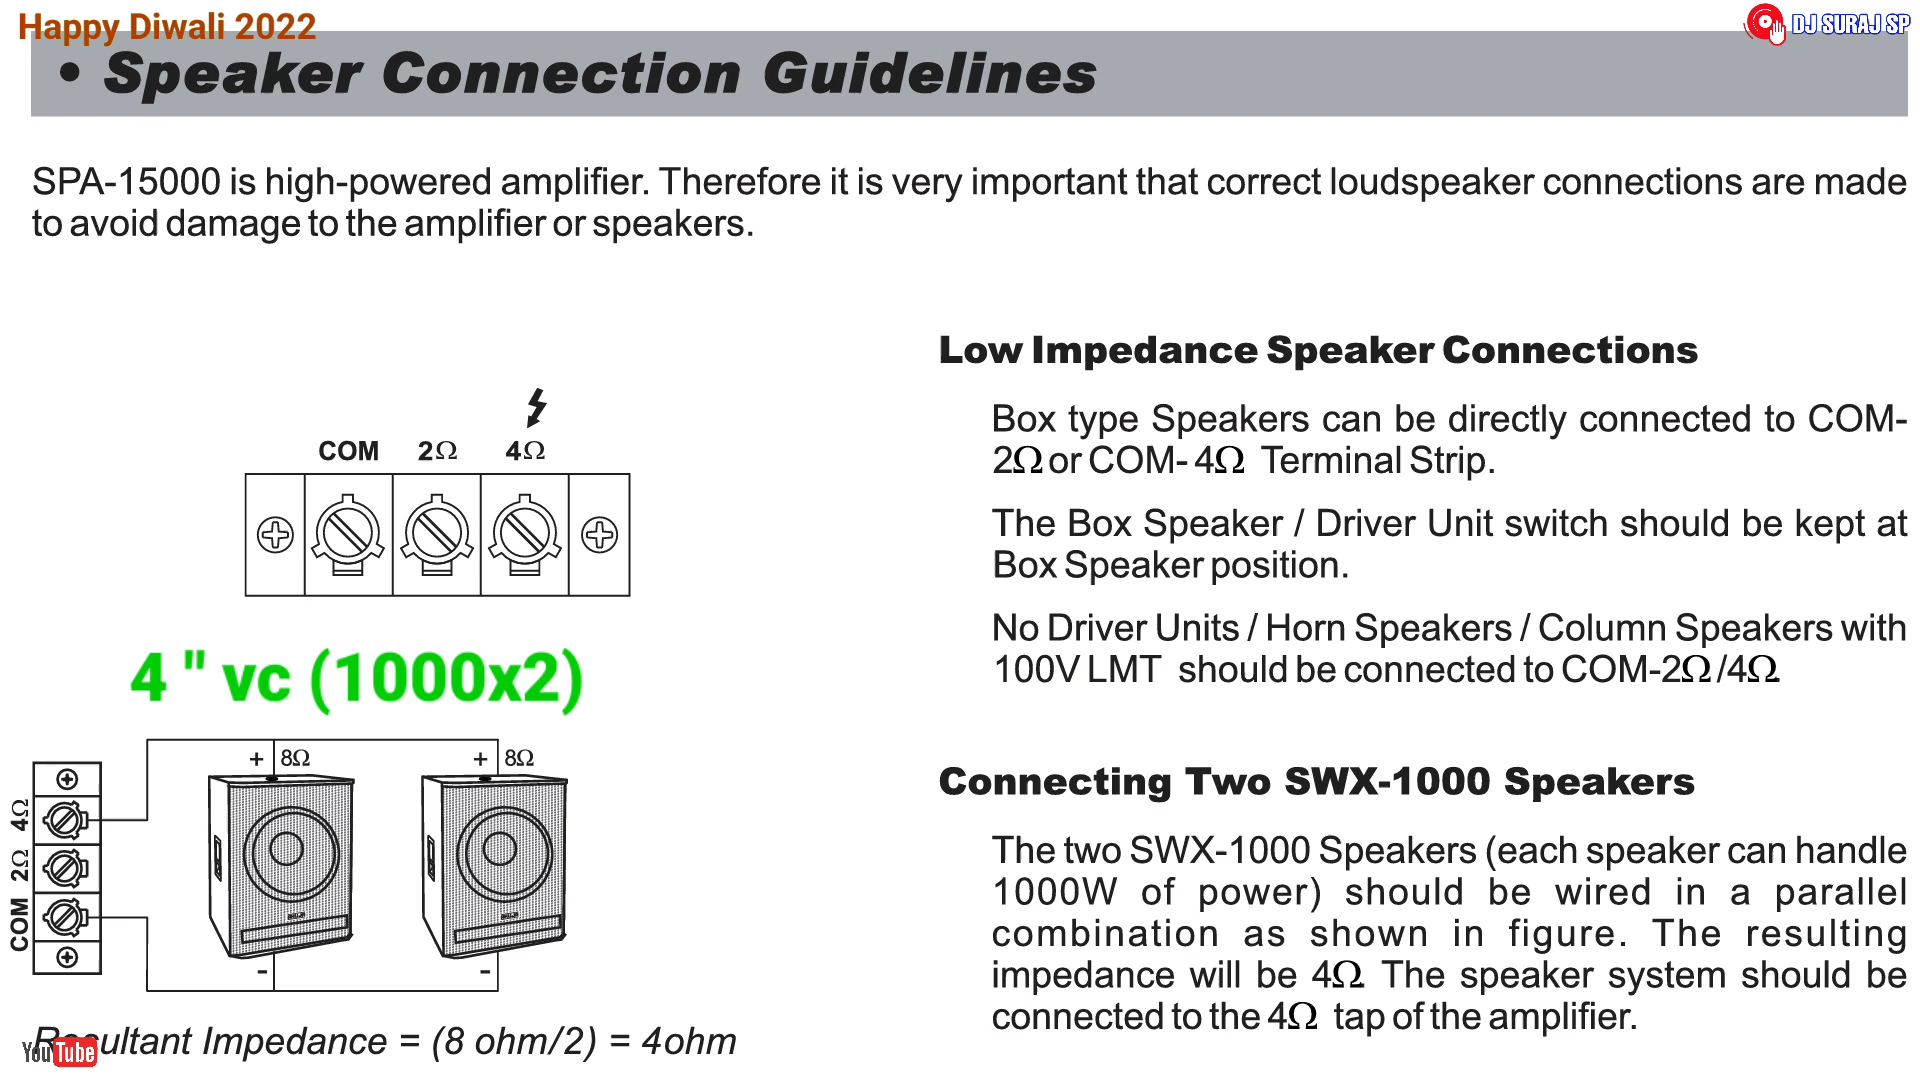 Happy Diwali 2022
DJ SURAJ SP
• Speaker Connection Guidelines
SPA-15000 is high-powered amplifier. Therefore it is very important that correct loudspeaker connections are made
to avoid damage to the amplifier or speakers.
COM 2Ω 4Ω
4 " vc (1000x2)
+ 8Ω + 8Ω
4Ω
2Ω
COM
- -
Resultant Impedance = (8 ohm/2) = 4ohm
YouTube
Low Impedance Speaker Connections
Box type Speakers can be directly connected to COM-
2Ω or COM- 4Ω Terminal Strip.
The Box Speaker / Driver Unit switch should be kept at
Box Speaker position.
No Driver Units / Horn Speakers / Column Speakers with
100V LMT should be connected to COM-2Ω /4Ω
Connecting Two SWX-1000 Speakers
The two SWX-1000 Speakers (each speaker can handle
1000W of power) should be wired in a parallel
combination as shown in figure. The resulting
impedance will be 4Ω. The speaker system should be
connected to the 4Ω tap of the amplifier.